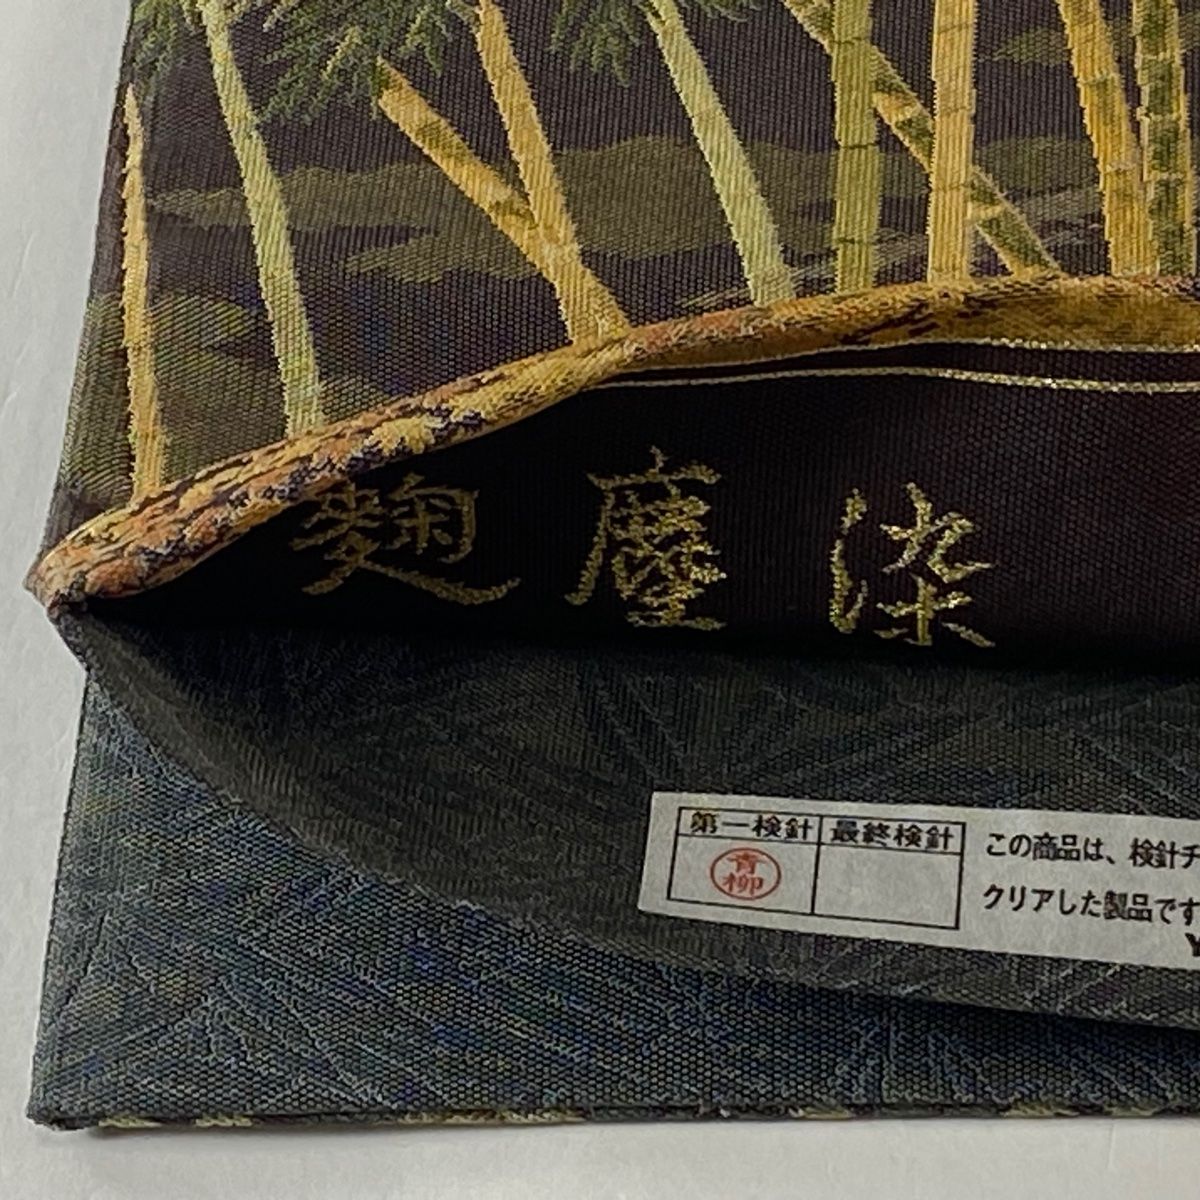 麹塵染
第一検針 最終検針
青柳
この商品は、検針チ
クリアした製品です